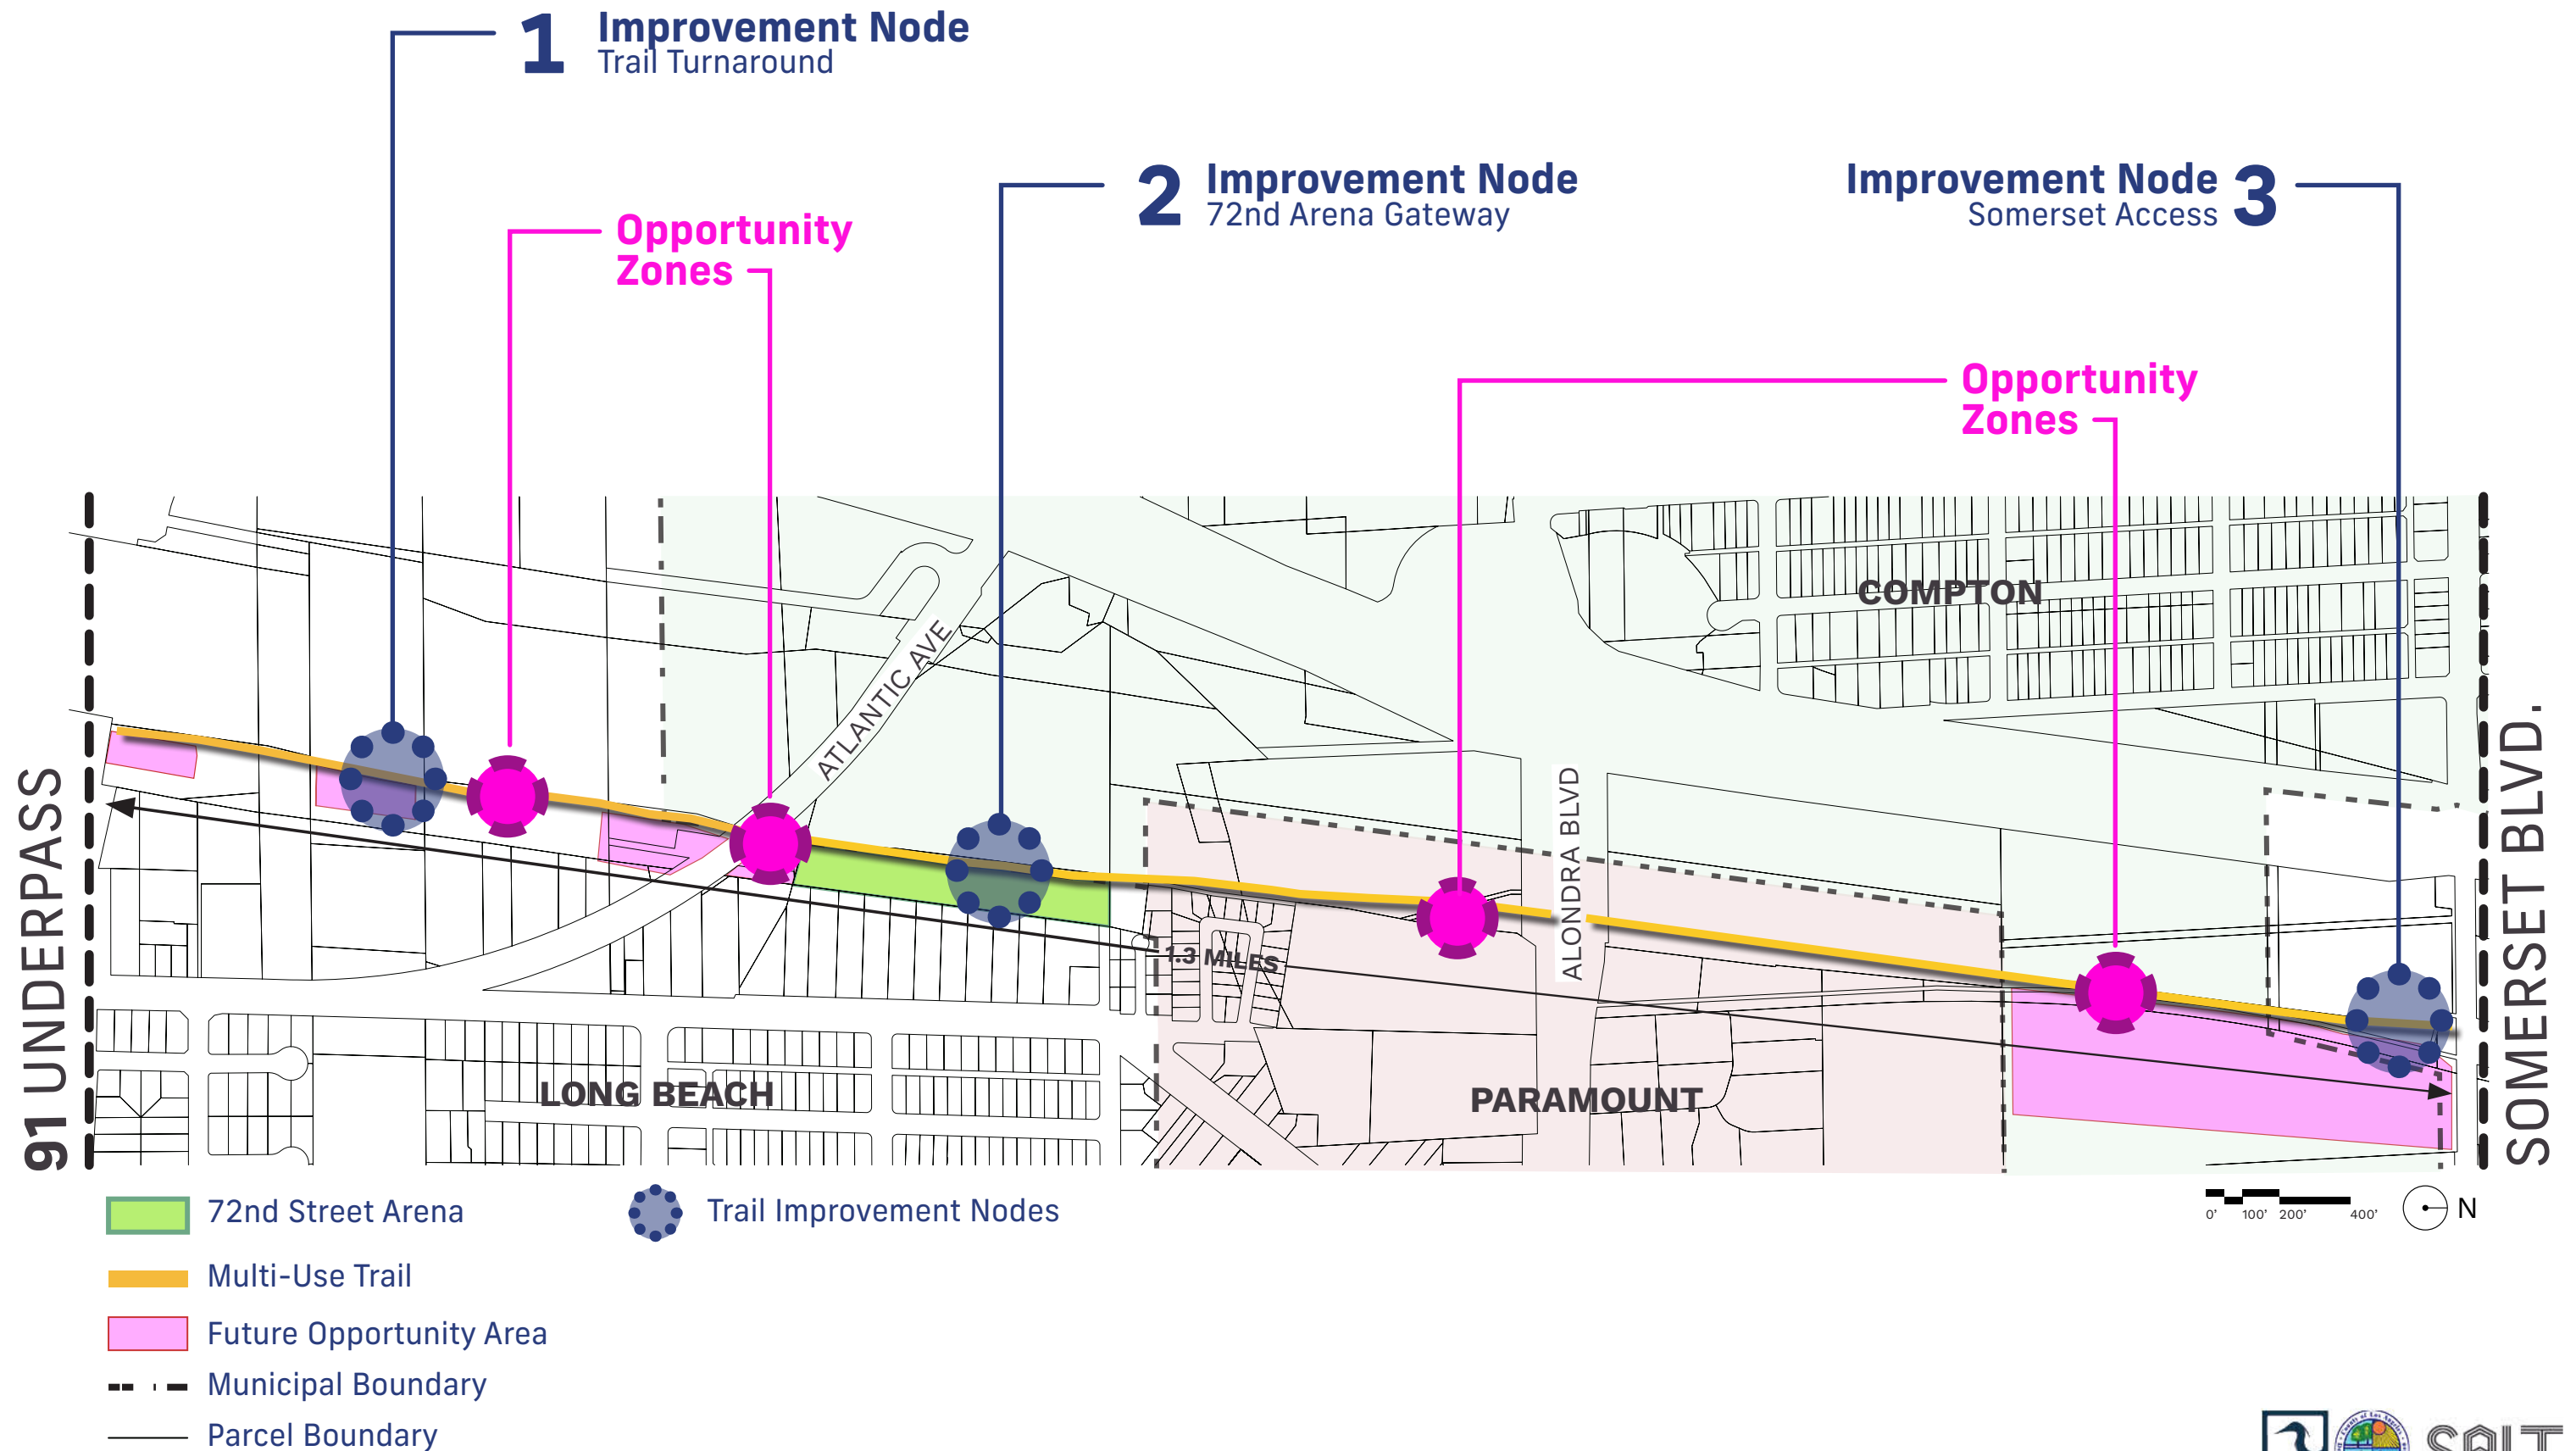 1 Improvement Node
Trail Turnaround
2 Improvement Node
72nd Arena Gateway
Improvement Node 3
Somerset Access
Opportunity
Zones
Opportunity
Zones
COMPTON
ATLANTIC AVE
ALONDRA BLVD
91 UNDERPASS
SOMERSET BLVD.
1.3 MILES
LONG BEACH
PARAMOUNT
72nd Street Arena
Trail Improvement Nodes
Multi-Use Trail
Future Opportunity Area
Municipal Boundary
Parcel Boundary
0' 100' 200' 400'
N
SALT